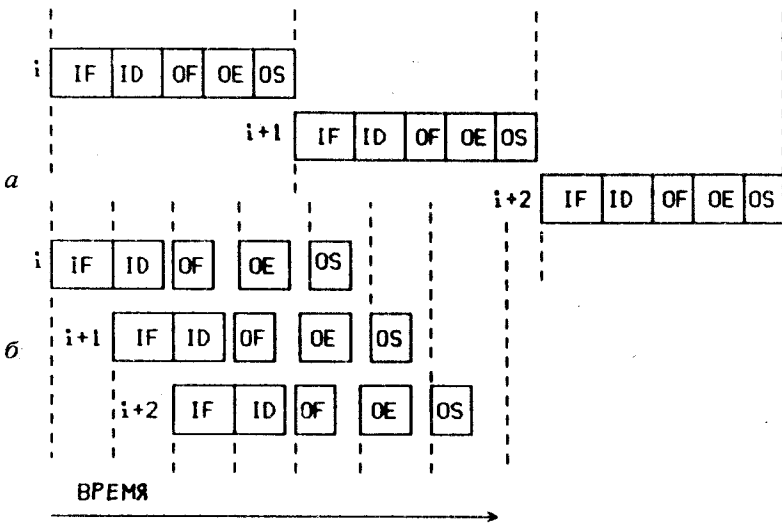 i IF ID OF OE OS
i+1 IF ID OF OE OS
а
i+2 IF ID OF OE OS
i IF ID OF OE OS
б
i+1 IF ID OF OE OS
i+2 IF ID OF OE OS
ВРЕМЯ